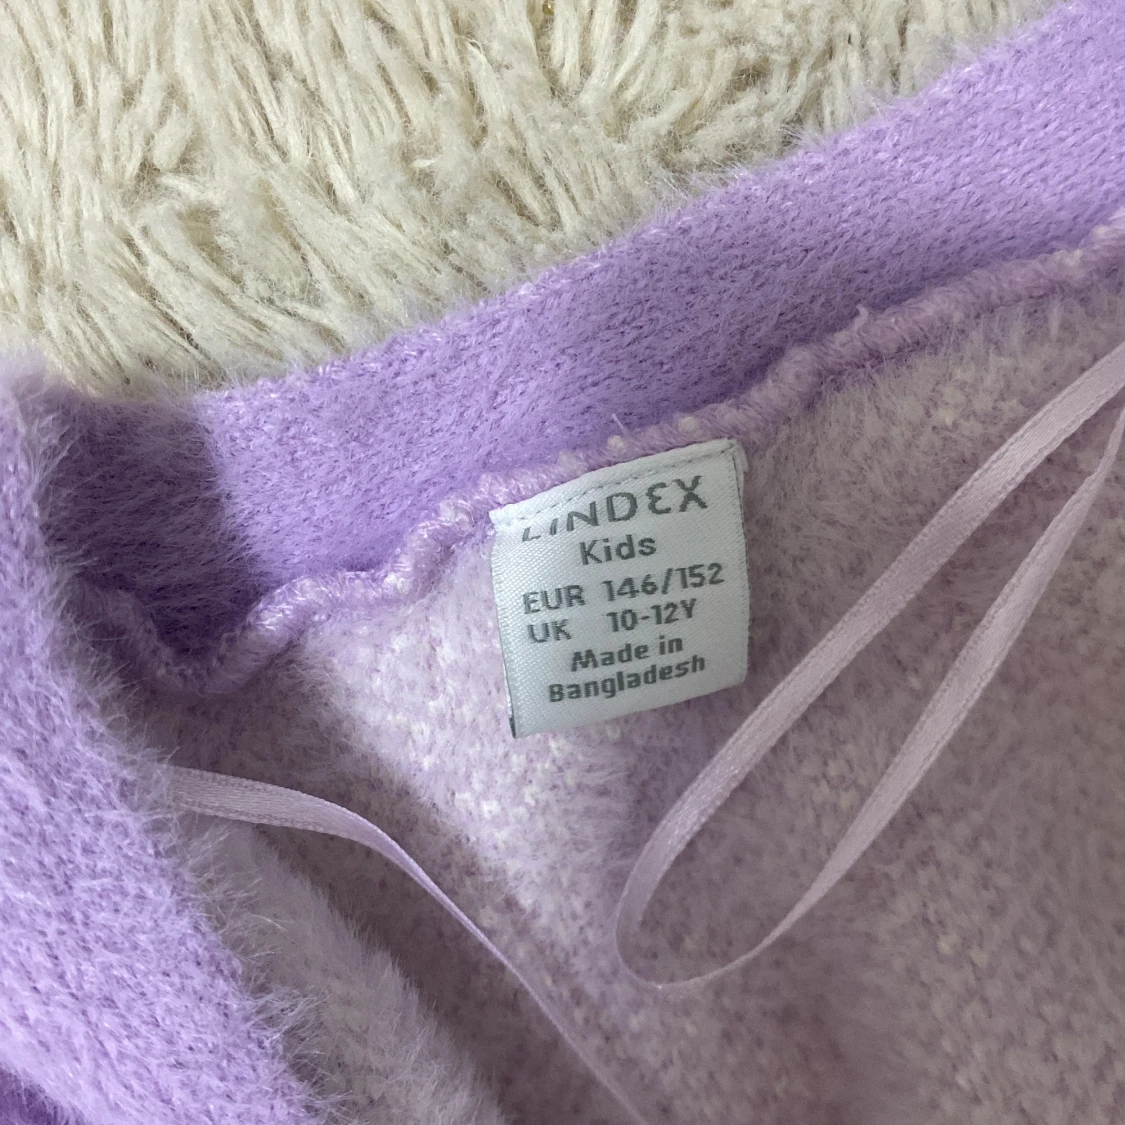 LINDEX
Kids
EUR 146/152
UK 10-12Y
Made in
Bangladesh